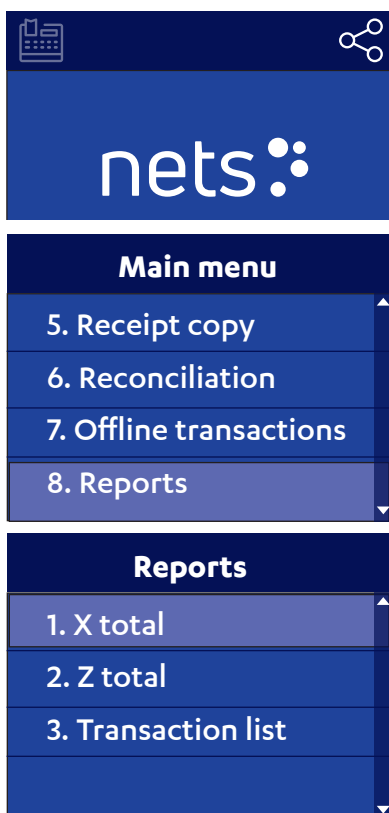 nets
Main menu
5. Receipt copy
6. Reconciliation
7. Offline transactions
8. Reports
Reports
1. X total
2. Z total
3. Transaction list